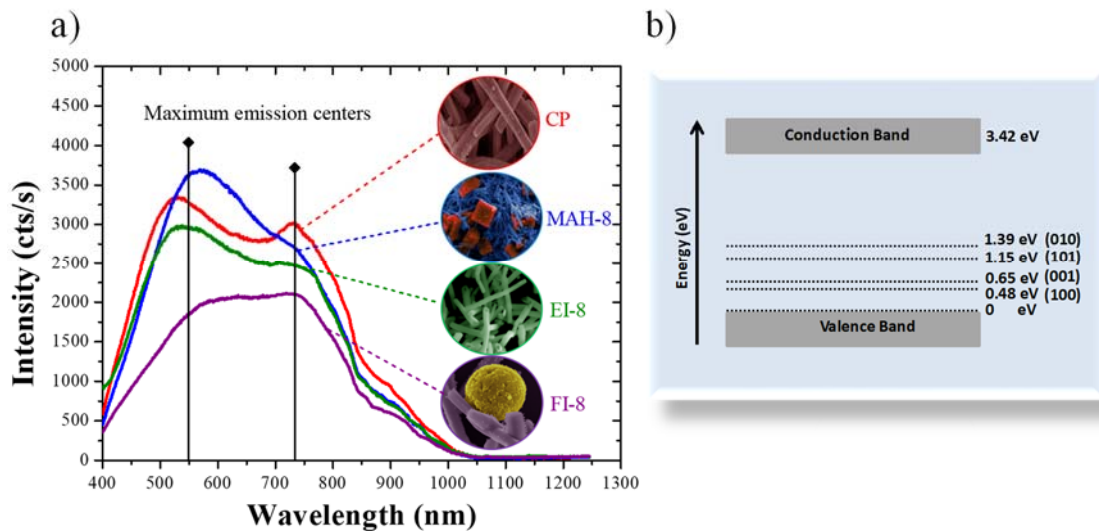 a)
5000
4500
4000
3500
3000
2500
2000
1500
1000
500
0
Intensity (cts/s)
Maximum emission centers
CP
MAH-8
EI-8
FI-8
400 500 600 700 800 900 1000 1100 1200 1300
Wavelength (nm)
b)
Energy (eV)
Conduction Band 3.42 eV
1.39 eV (010)
1.15 eV (101)
0.65 eV (001)
0.48 eV (100)
0 eV
Valence Band